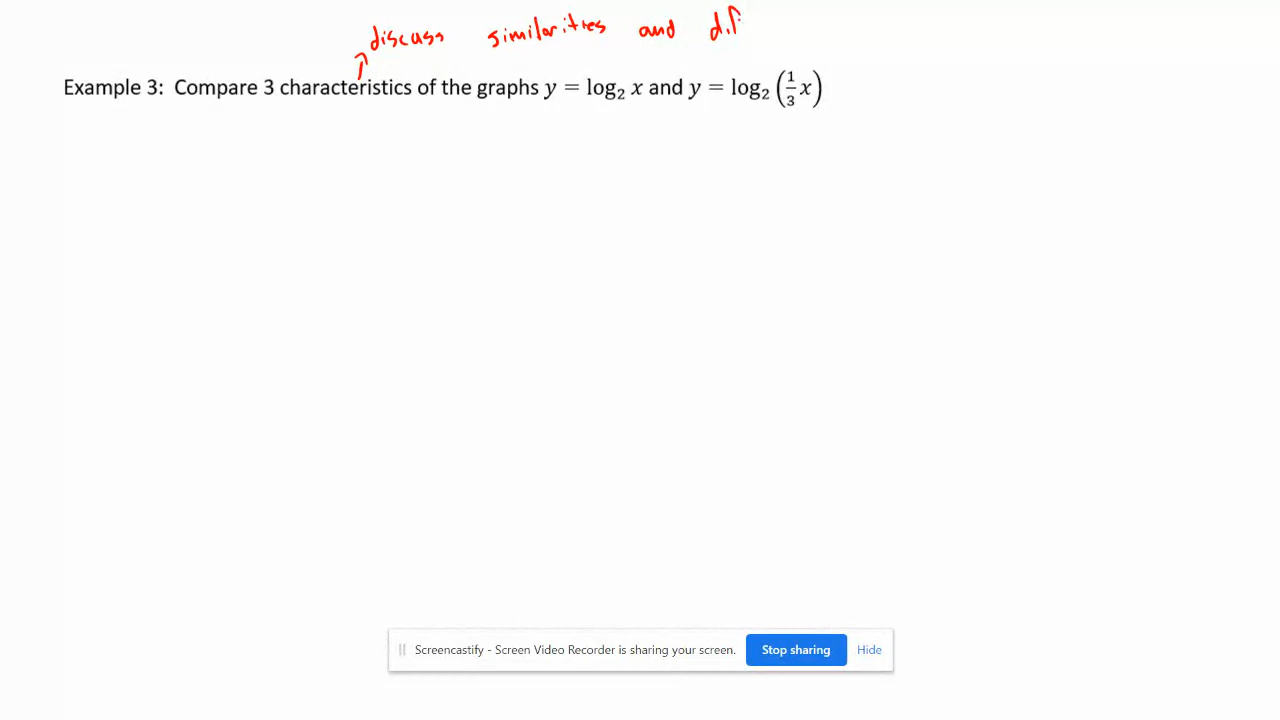 discuss similarities and dif
Example 3: Compare 3 characteristics of the graphs y = log₂ x and y = log₂ (1/3 x)
Screencastify - Screen Video Recorder is sharing your screen. Stop sharing Hide